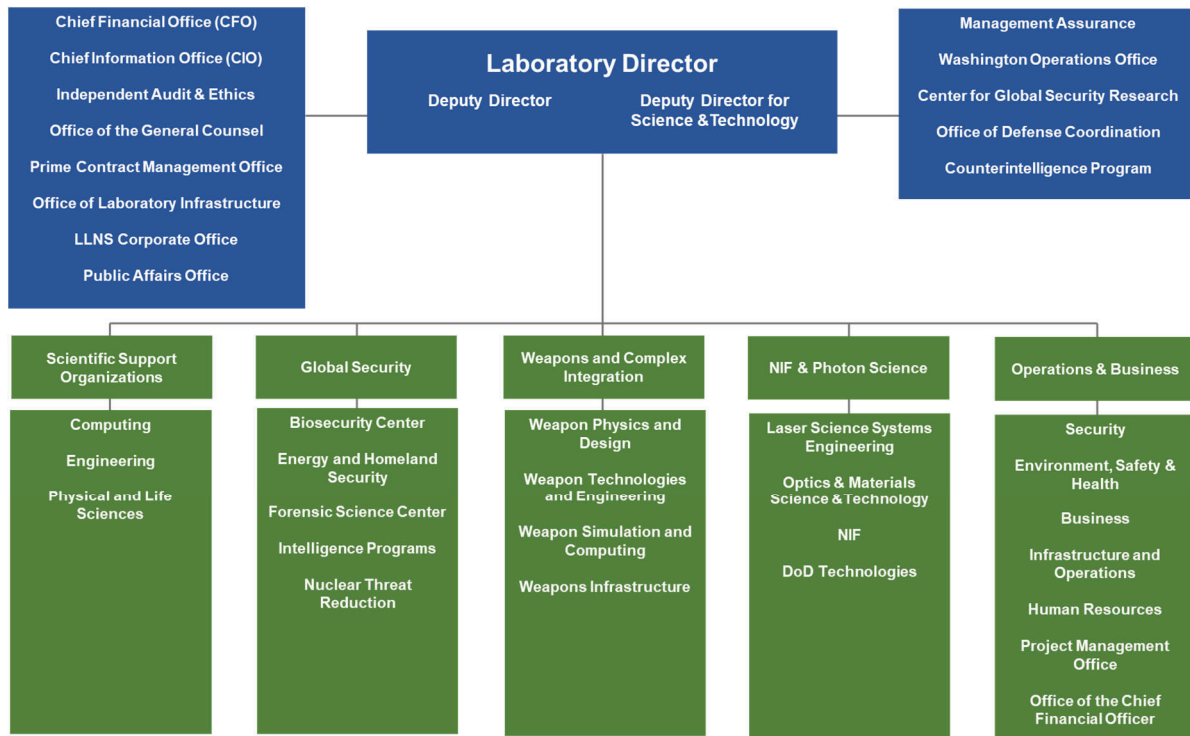 Chief Financial Office (CFO)
Chief Information Office (CIO)
Independent Audit & Ethics
Office of the General Counsel
Prime Contract Management Office
Office of Laboratory Infrastructure
LLNS Corporate Office
Public Affairs Office
Laboratory Director
Deputy Director
Deputy Director for
Science & Technology
Management Assurance
Washington Operations Office
Center for Global Security Research
Office of Defense Coordination
Counterintelligence Program
Scientific Support
Organizations
Computing
Engineering
Physical and Life
Sciences
Global Security
Biosecurity Center
Energy and Homeland
Security
Forensic Science Center
Intelligence Programs
Nuclear Threat
Reduction
Weapons and Complex
Integration
Weapon Physics and
Design
Weapon Technologies
and Engineering
Weapon Simulation and
Computing
Weapons Infrastructure
NIF & Photon Science
Laser Science Systems
Engineering
Optics & Materials
Science & Technology
NIF
DoD Technologies
Operations & Business
Security
Environment, Safety &
Health
Business
Infrastructure and
Operations
Human Resources
Project Management
Office
Office of the Chief
Financial Officer